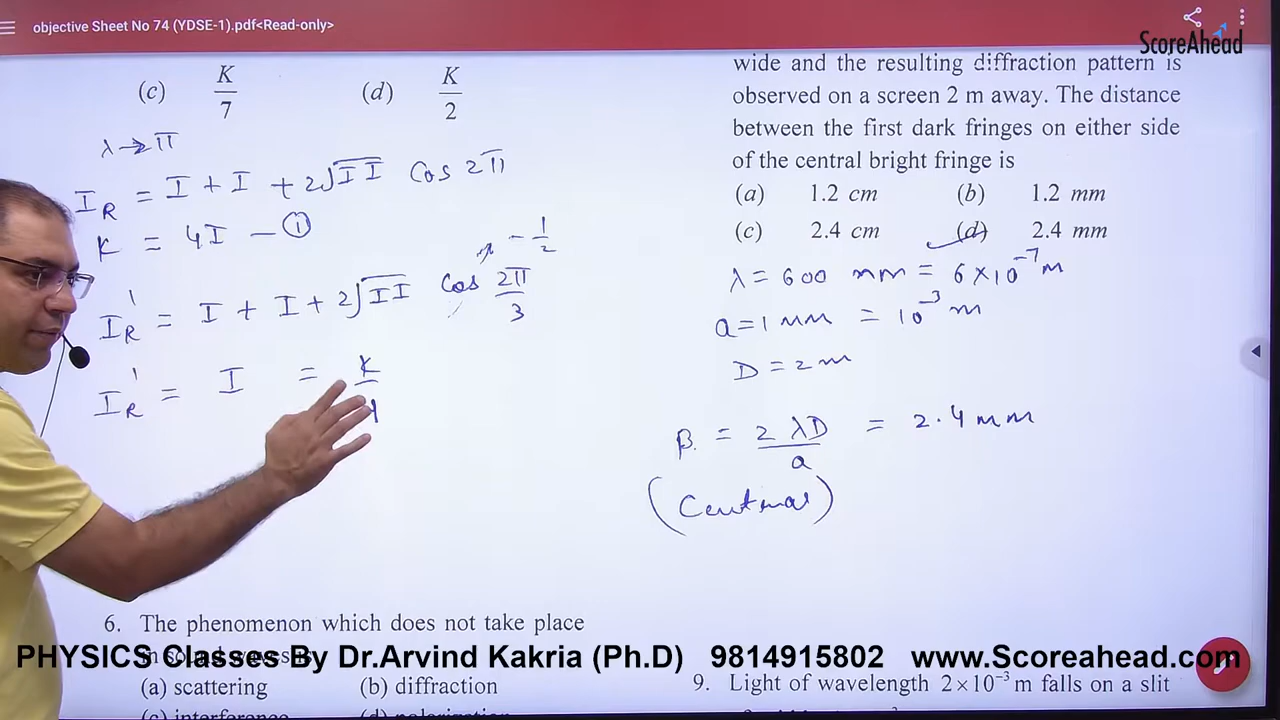 objective Sheet No 74 (YDSE-1).pdf<Read-only>
ScoreAhead
(c) K/7 (d) K/2
λ → π
I_R = I + I + 2√II Cos 2π
K = 4I — ①
→ - 1/2
I_R' = I + I + 2√II Cos 2π/3
I_R' = I = K/4
6. The phenomenon which does not take place
in sound waves is
(a) scattering (b) diffraction
(c) interference (d) polarization
wide and the resulting diffraction pattern is
observed on a screen 2 m away. The distance
between the first dark fringes on either side
of the central bright fringe is
(a) 1.2 cm (b) 1.2 mm
(c) 2.4 cm (d) 2.4 mm
λ = 600 nm = 6 × 10⁻⁷ m
a = 1 mm = 10⁻³ m
D = 2 m
β = 2λD/a = 2.4 mm
(Central)
9. Light of wavelength 2×10⁻³ m falls on a slit
PHYSICS Classes By Dr.Arvind Kakria (Ph.D) 9814915802 www.Scoreahead.com